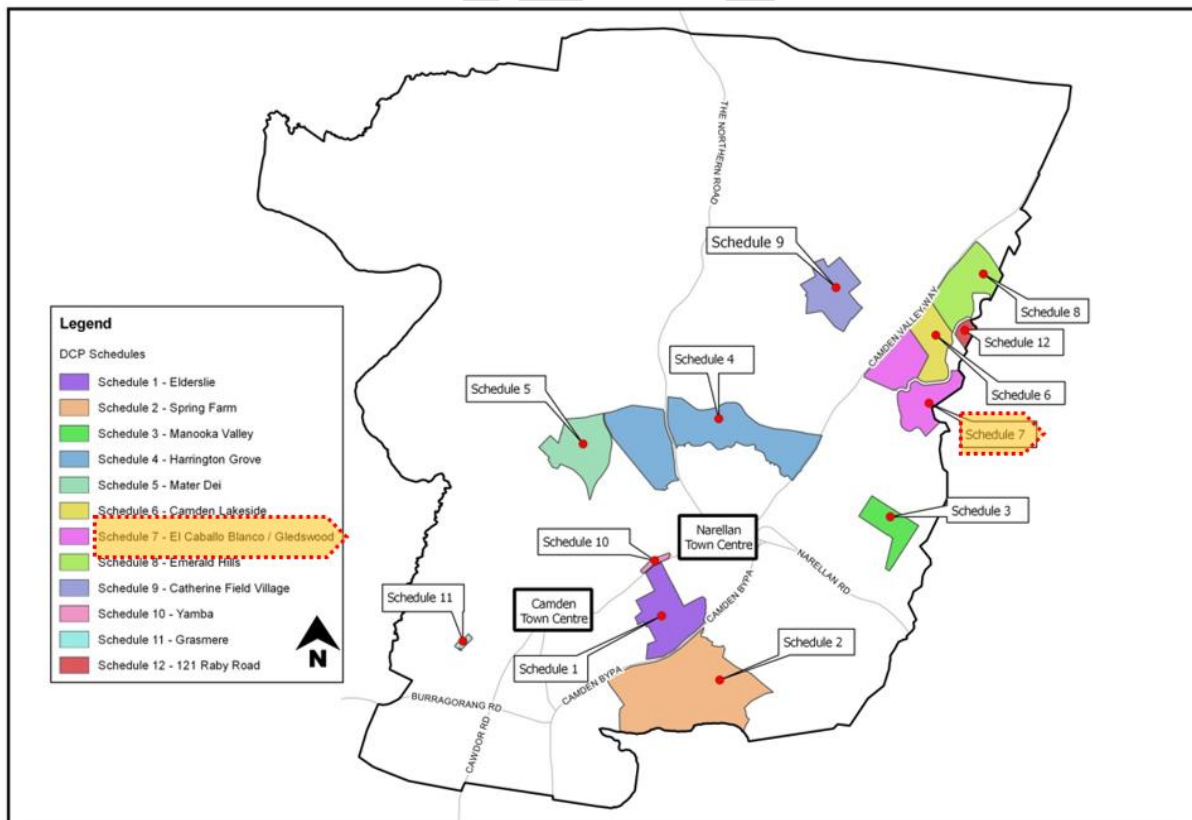 THE NORTHERN ROAD
Schedule 9
CAMDEN VALLEY WAY
Schedule 8
Schedule 12
Schedule 6
Schedule 7
Schedule 4
Schedule 5
Schedule 3
Narellan
Town Centre
NARELLAN RD
Schedule 10
CAMDEN BYPA
Camden
Town Centre
Schedule 11
Schedule 1
Schedule 2
CAMDEN BYPA
BURRAGORANG RD
CAWDOR RD
Legend
DCP Schedules
Schedule 1 - Elderslie
Schedule 2 - Spring Farm
Schedule 3 - Manooka Valley
Schedule 4 - Harrington Grove
Schedule 5 - Mater Dei
Schedule 6 - Camden Lakeside
Schedule 7 - El Caballo Blanco / Gledswood
Schedule 8 - Emerald Hills
Schedule 9 - Catherine Field Village
Schedule 10 - Yamba
Schedule 11 - Grasmere
Schedule 12 - 121 Raby Road
N